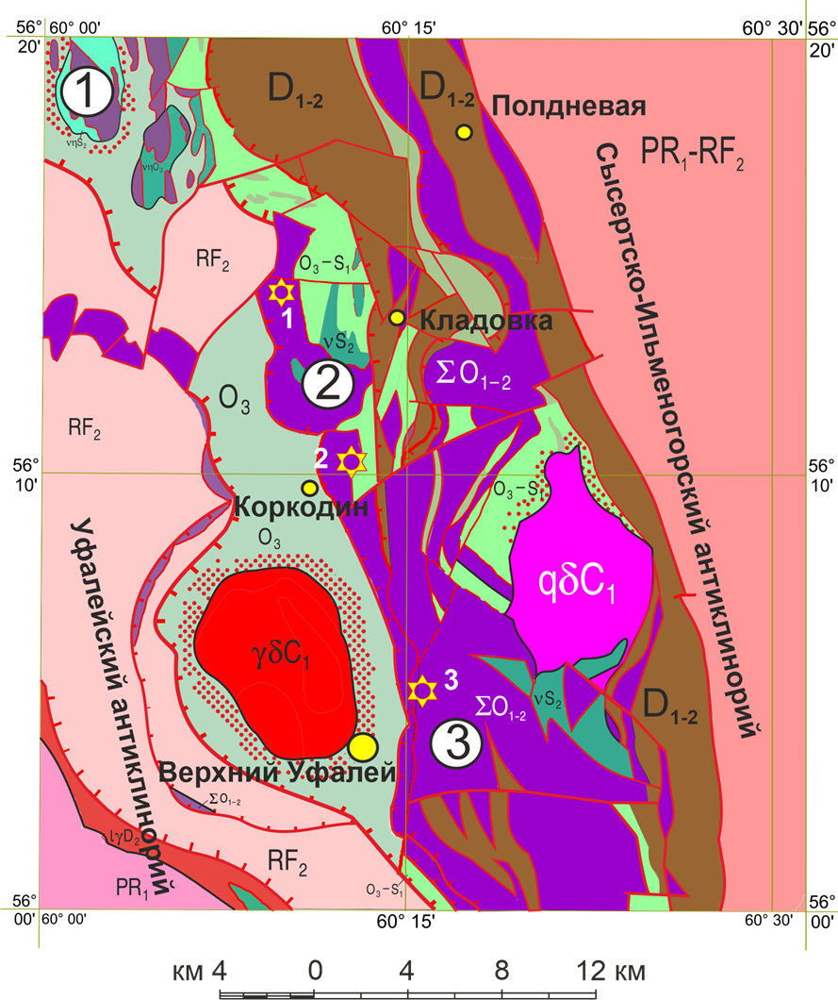 56° 60° 00' 60° 15' 60° 30' 56°
20' 20'
1
D1-2
D1-2
Полдневая
νηS2
νηO3
PR1-RF2
Сысертско-Ильменогорский антиклинорий
RF2
O3–S1
1
Кладовка
νS2
ΣO1–2
2
O3
RF2
2
56° 56°
10' 10'
O3–S1
Коркодин
O3
Уфалейский антиклинорий
qδC1
γδC1
3
ΣO1-2
νS2
D1-2
3
Верхний Уфалей
ΣO1-2
lγD2
RF2
PR1
O3–S1
56° 56°
00' 60° 00' 60° 15' 60° 30' 00'
км 4 0 4 8 12 км